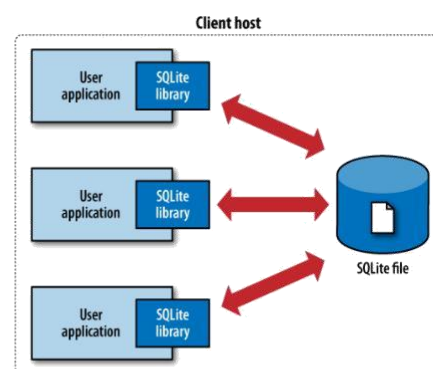 Client host
User
application
SQLite
library
User
application
SQLite
library
SQLite file
User
application
SQLite
library